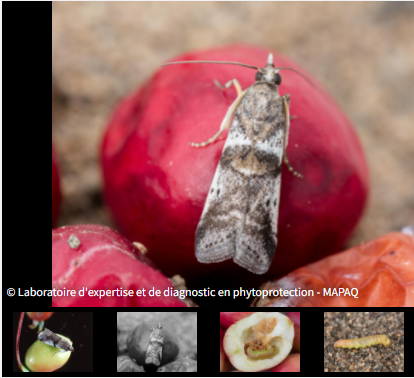 © Laboratoire d'expertise et de diagnostic en phytoprotection - MAPAQ